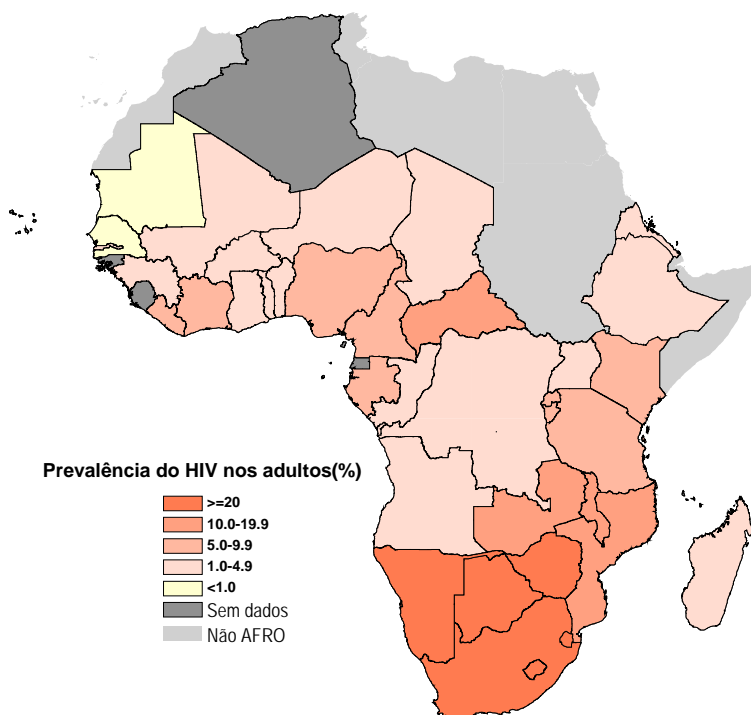 Prevalência do HIV nos adultos(%)
>=20
10.0-19.9
5.0-9.9
1.0-4.9
<1.0
Sem dados
Não AFRO